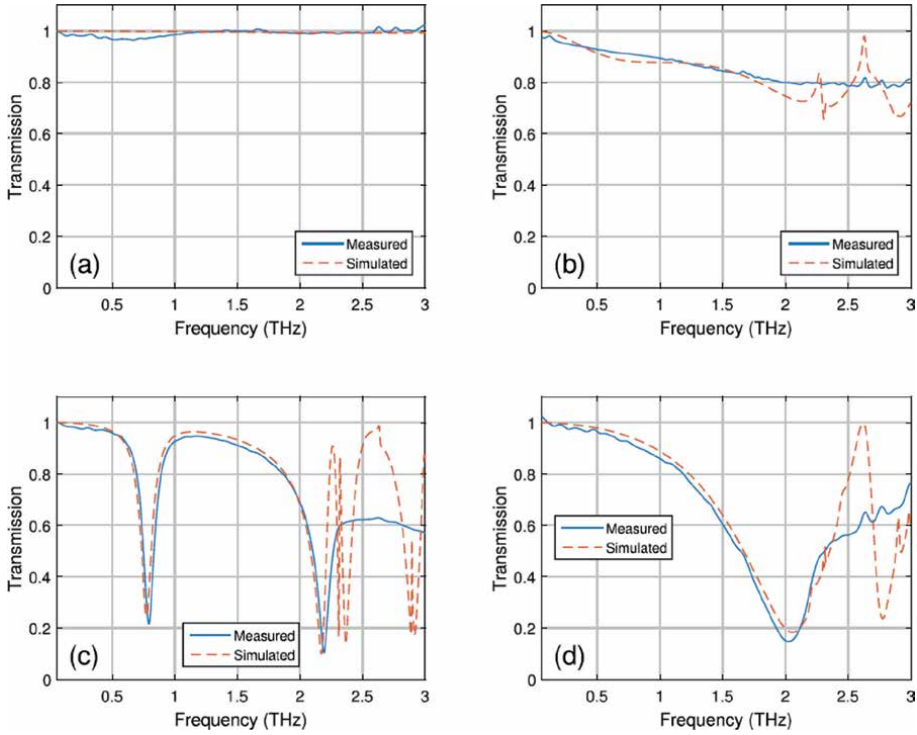 1
0.8
0.6
0.4
0.2
0
Transmission
Measured
Simulated
(a)
0.5 1 1.5 2 2.5 3
Frequency (THz)
1
0.8
0.6
0.4
0.2
0
Transmission
Measured
Simulated
(b)
0.5 1 1.5 2 2.5 3
Frequency (THz)
1
0.8
0.6
0.4
0.2
0
Transmission
Measured
Simulated
(c)
0.5 1 1.5 2 2.5 3
Frequency (THz)
1
0.8
0.6
0.4
0.2
0
Transmission
Measured
Simulated
(d)
0.5 1 1.5 2 2.5 3
Frequency (THz)